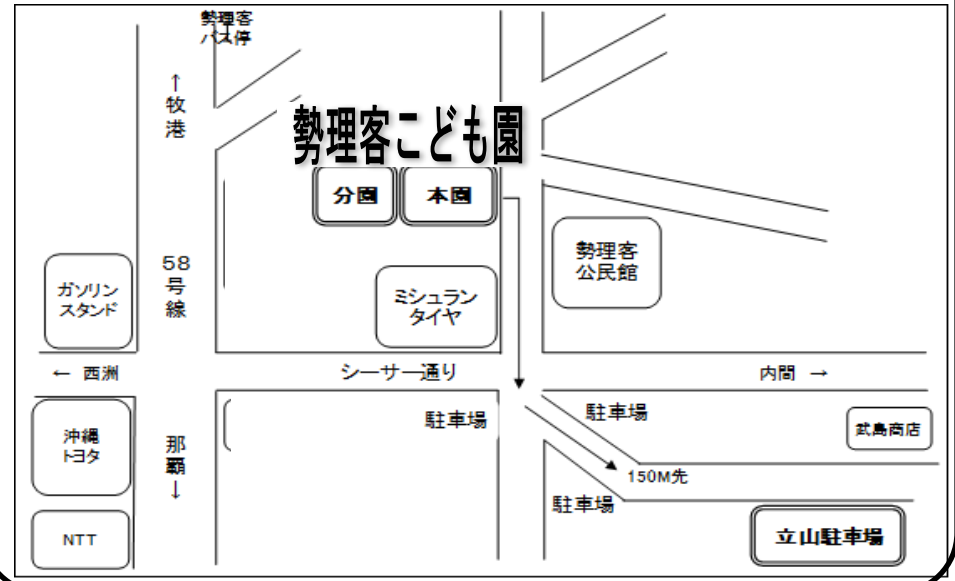 勢理客
バス停
↑
牧
港
勢理客こども園
分園
本園
58
号
線
ガソリン
スタンド
ミシュラン
タイヤ
勢理客
公民館
← 西洲
シーサー通り
内間 →
沖縄
トヨタ
那
覇
↓
駐車場
駐車場
武島商店
150M先
駐車場
NTT
立山駐車場